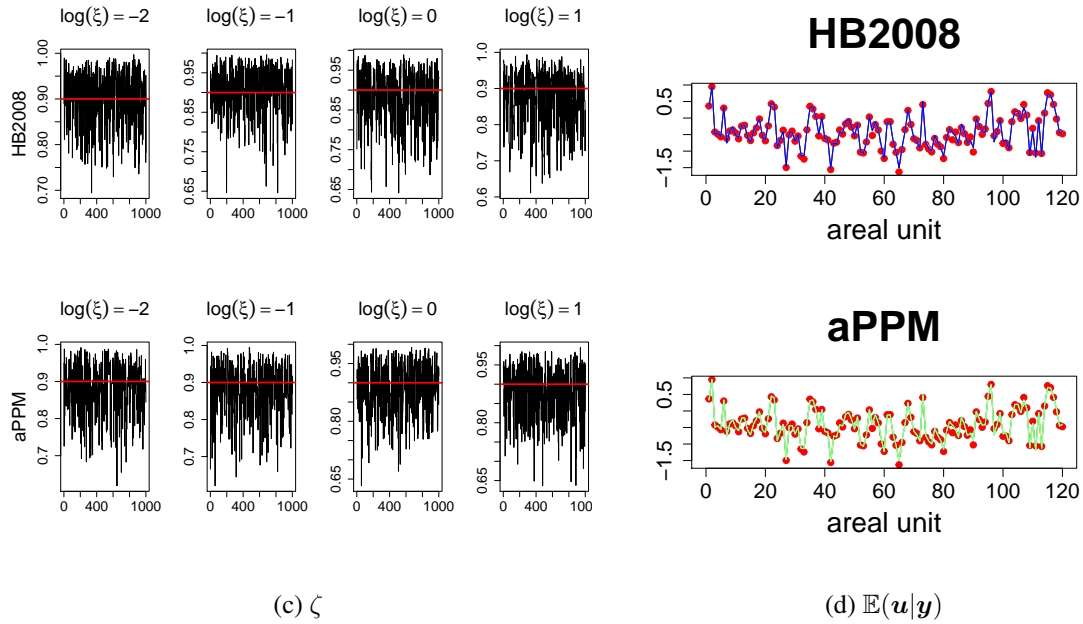 log(ξ) = −2
log(ξ) = −1
log(ξ) = 0
log(ξ) = 1
HB2008
1.00
0.90
0.80
0.70
0 400 1000
0.95
0.85
0.75
0.65
0 400 1000
0.95
0.85
0.75
0.65
0 400 1000
1.0
0.9
0.8
0.7
0.6
0 400 100
log(ξ) = −2
log(ξ) = −1
log(ξ) = 0
log(ξ) = 1
aPPM
1.0
0.9
0.8
0.7
0 400 1000
1.0
0.9
0.8
0.7
0 400 1000
0.95
0.80
0.65
0 400 1000
0.95
0.80
0.65
0 400 100
(c) ζ
HB2008
0.5
−1.5
0 20 40 60 80 100 120
areal unit
aPPM
0.5
−1.5
0 20 40 60 80 100 120
areal unit
(d) 𝔼(u|y)